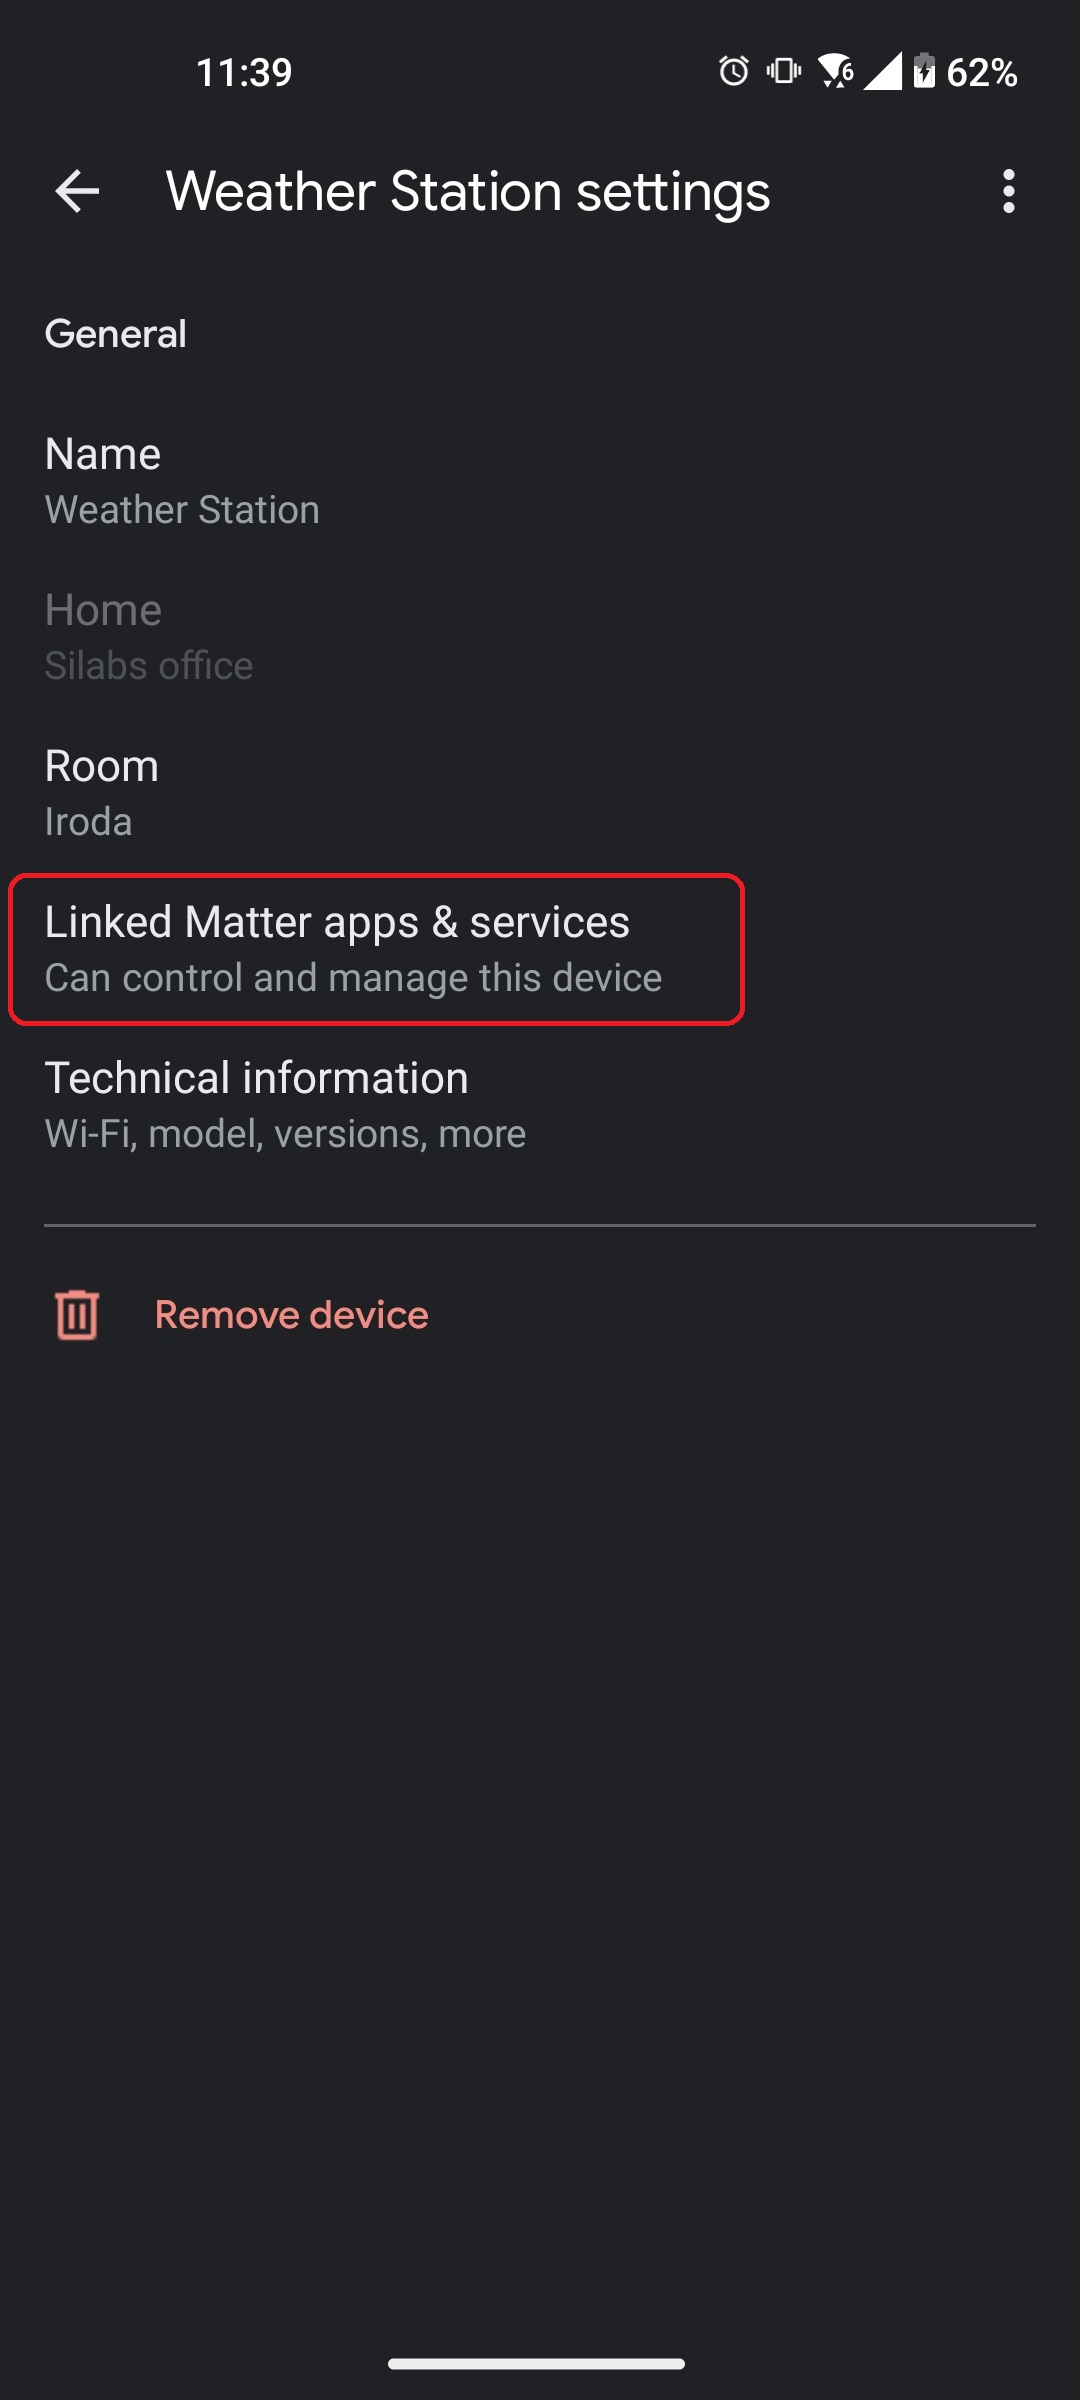 11:39
6
62%
Weather Station settings
General
Name
Weather Station
Home
Silabs office
Room
Iroda
Linked Matter apps & services
Can control and manage this device
Technical information
Wi-Fi, model, versions, more
Remove device